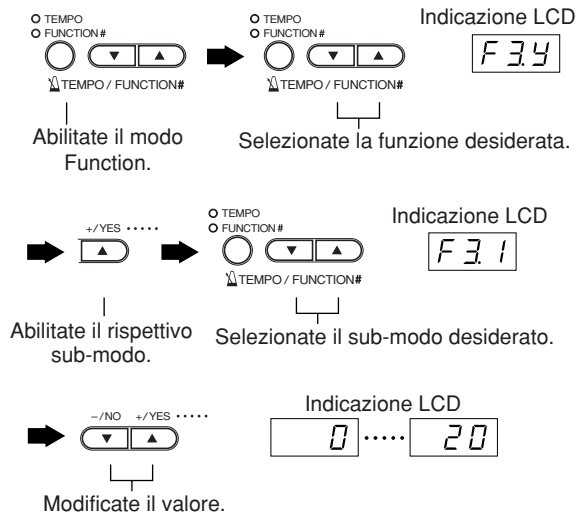 TEMPO
FUNCTION#
TEMPO / FUNCTION#
Abilitate il modo
Function.
TEMPO
FUNCTION#
TEMPO / FUNCTION#
Selezionate la funzione desiderata.
Indicazione LCD
F 3.Y
+/YES
Abilitate il rispettivo
sub-modo.
TEMPO
FUNCTION#
TEMPO / FUNCTION#
Selezionate il sub-modo desiderato.
Indicazione LCD
F 3.1
–/NO +/YES
Modificate il valore.
Indicazione LCD
0 ····· 20